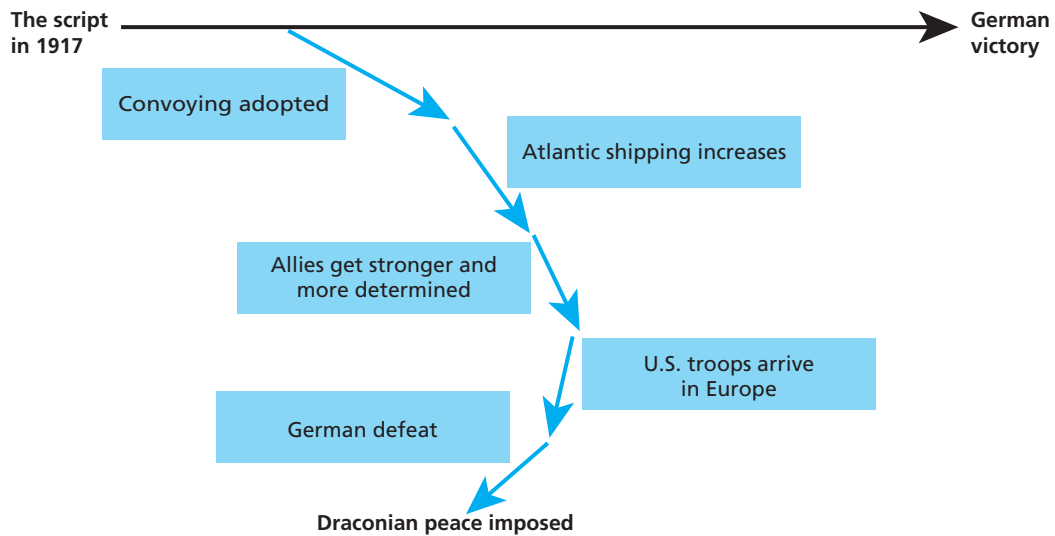 The script
in 1917
German
victory
Convoying adopted
Atlantic shipping increases
Allies get stronger and
more determined
U.S. troops arrive
in Europe
German defeat
Draconian peace imposed